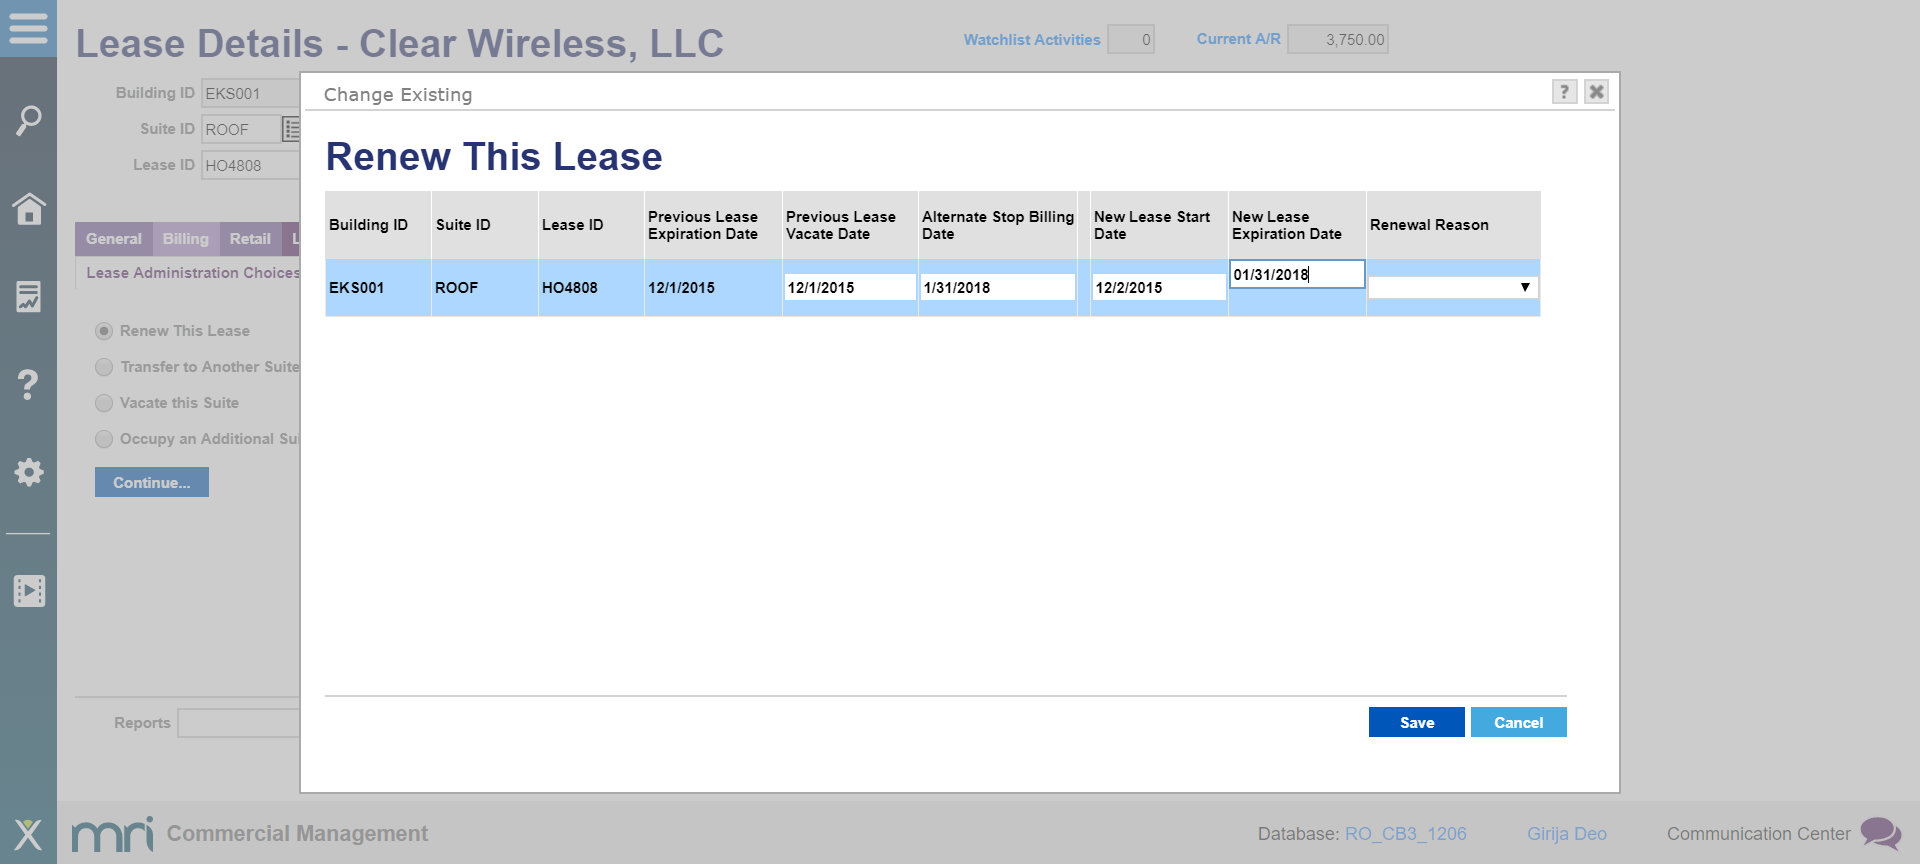 Lease Details - Clear Wireless, LLC
Watchlist Activities 0
Current A/R 3,750.00
Building ID EKS001
Suite ID ROOF
Lease ID HO4808
General Billing Retail L
Lease Administration Choices
Renew This Lease
Transfer to Another Suite
Vacate this Suite
Occupy an Additional Sui
Continue...
Reports
Change Existing
?
Renew This Lease
Building ID
Suite ID
Lease ID
Previous Lease
Expiration Date
Previous Lease
Vacate Date
Alternate Stop Billing
Date
New Lease Start
Date
New Lease
Expiration Date
Renewal Reason
EKS001 ROOF HO4808 12/1/2015 12/1/2015 1/31/2018 12/2/2015 01/31/2018
Save Cancel
mri Commercial Management
Database: RO_CB3_1206
Girija Deo
Communication Center